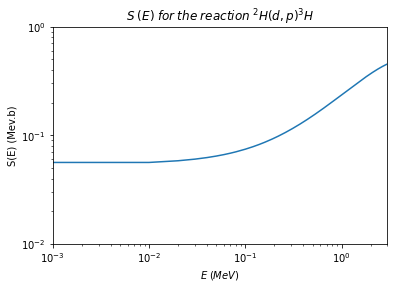 S (E) for the reaction ²H(d, p)³H
S(E) (Mev.b)
10⁰
10⁻¹
10⁻²
10⁻³ 10⁻² 10⁻¹ 10⁰
E (MeV)